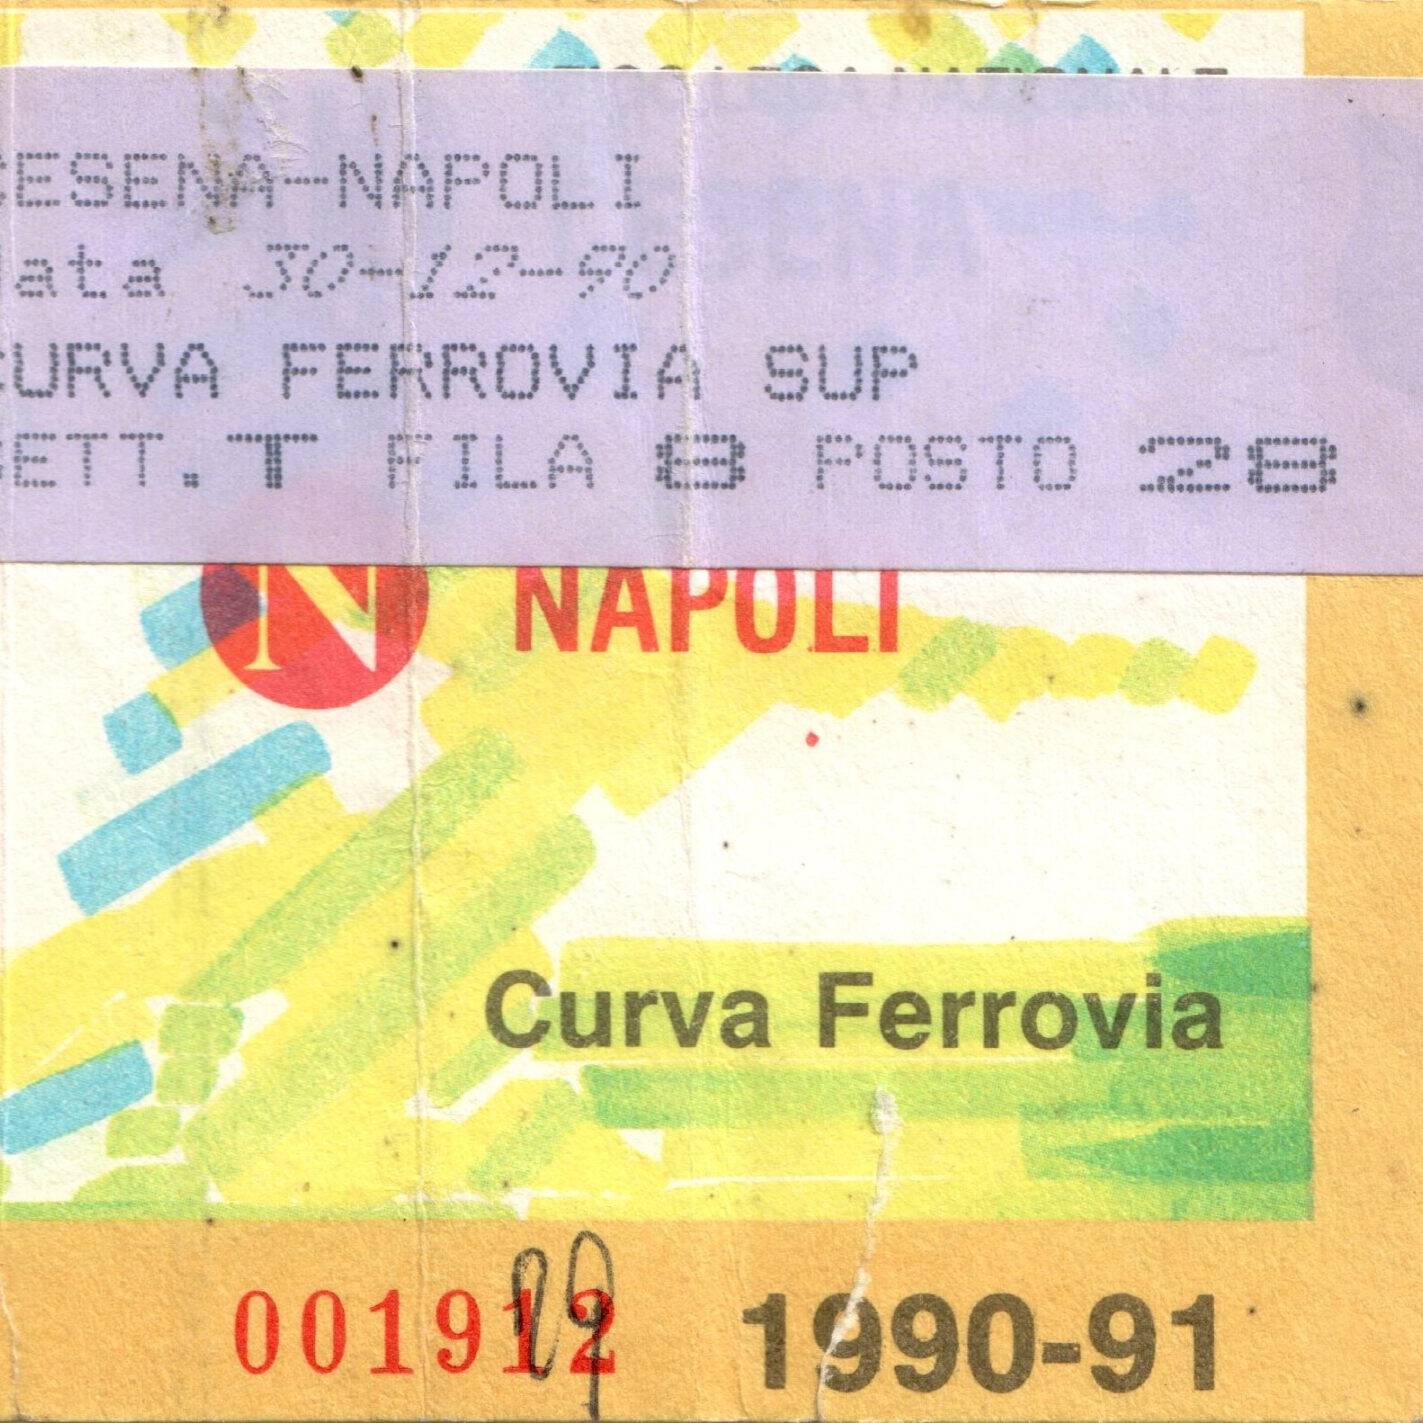 ESENA-NAPOLI
ata 30-12-90
CURVA FERROVIA SUP
SETT.T FILA 8 POSTO 28
N NAPOLI
Curva Ferrovia
001912 1990-91